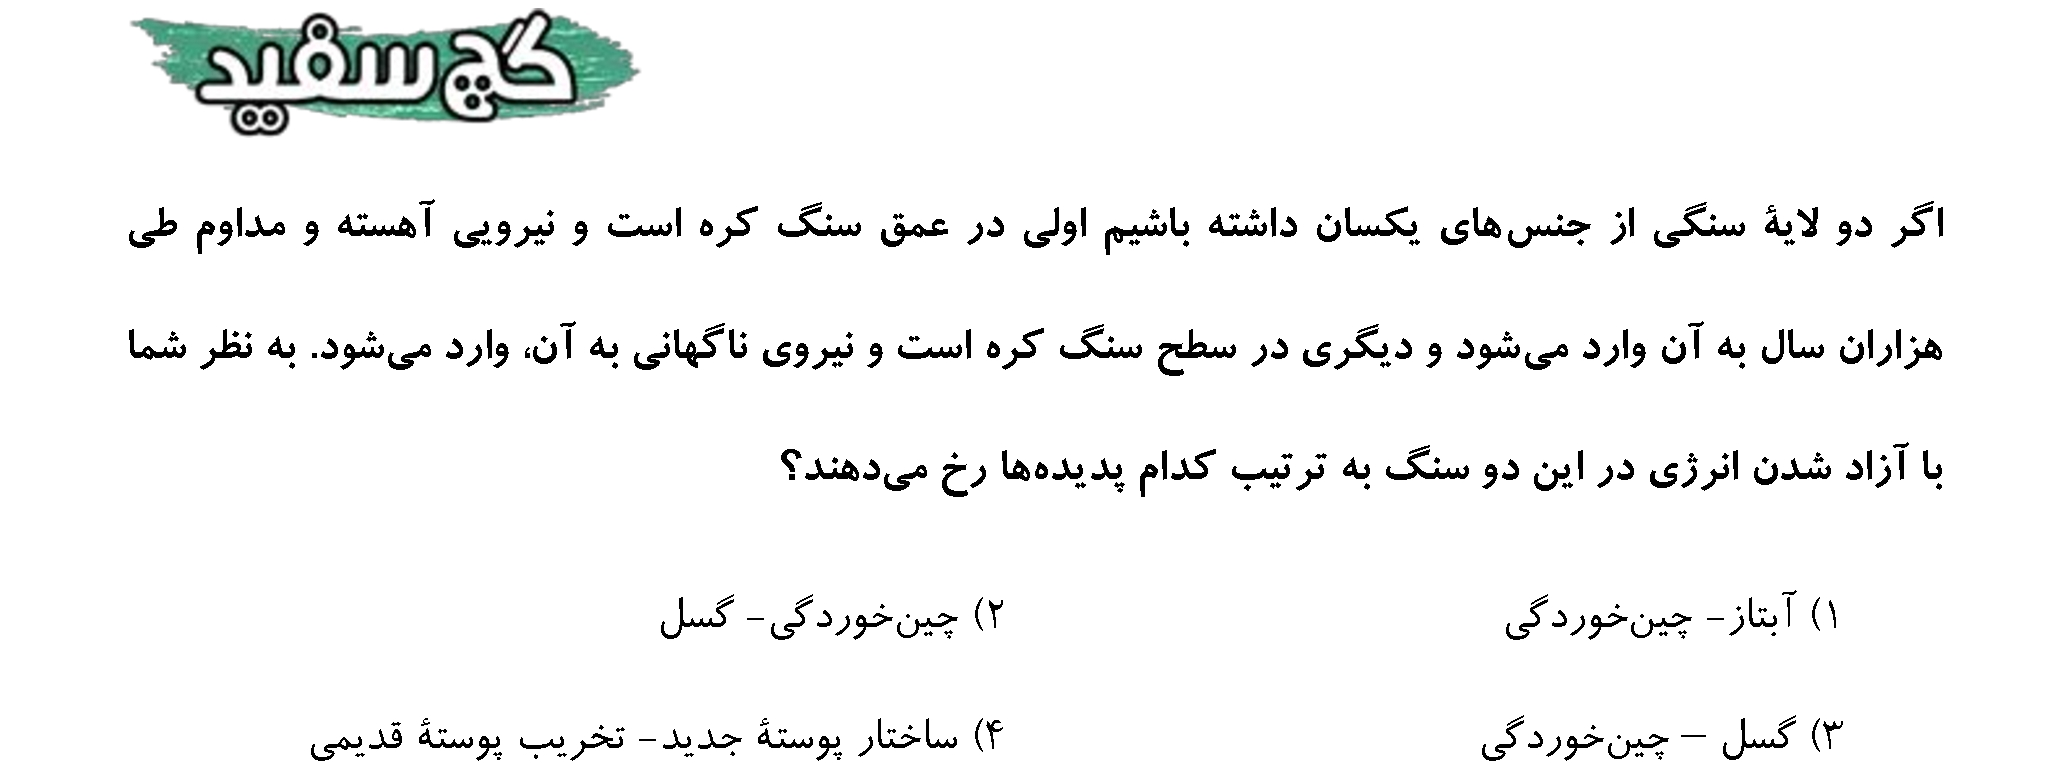 گچ سفید
اگر دو لایهٔ سنگی از جنس‌های یکسان داشته باشیم اولی در عمق سنگ کره است و نیرویی آهسته و مداوم طی
هزاران سال به آن وارد می‌شود و دیگری در سطح سنگ کره است و نیروی ناگهانی به آن، وارد می‌شود. به نظر شما
با آزاد شدن انرژی در این دو سنگ به ترتیب کدام پدیده‌ها رخ می‌دهند؟
۱) آبتاز- چین‌خوردگی
۲) چین‌خوردگی- گسل
۳) گسل – چین‌خوردگی
۴) ساختار پوستهٔ جدید- تخریب پوستهٔ قدیمی